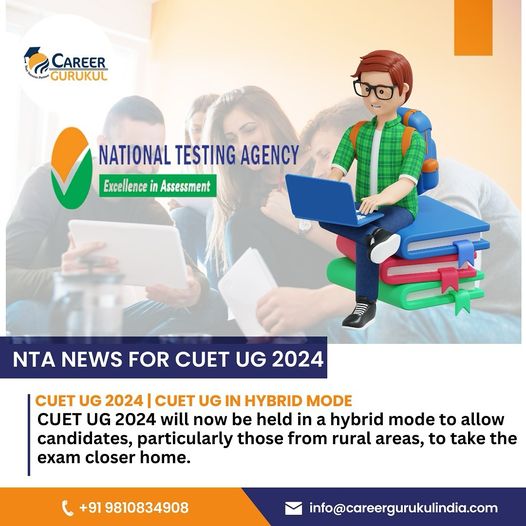 CAREER
GURUKUL
NATIONAL TESTING AGENCY
Excellence in Assessment
NTA NEWS FOR CUET UG 2024
CUET UG 2024 | CUET UG IN HYBRID MODE
CUET UG 2024 will now be held in a hybrid mode to allow
candidates, particularly those from rural areas, to take the
exam closer home.
+91 9810834908
info@careergurukulindia.com